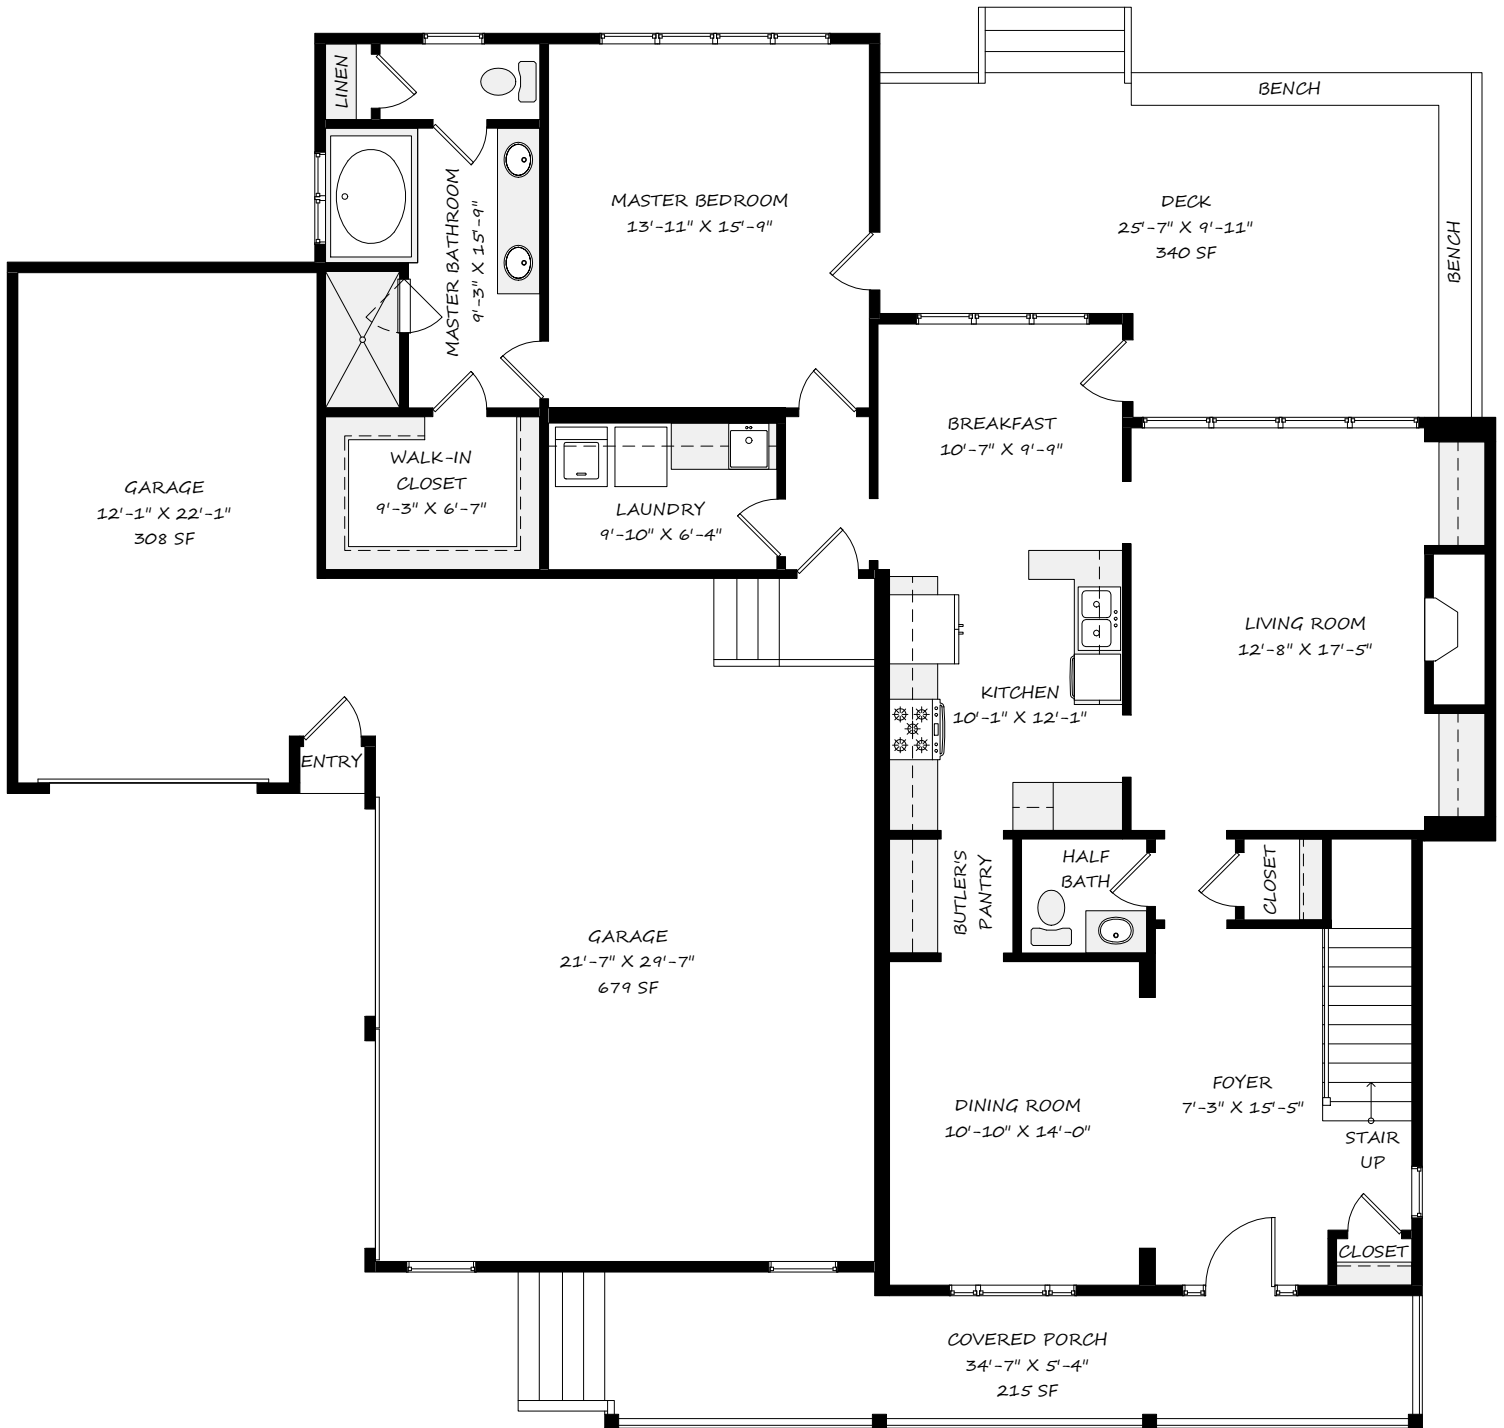 LINEN
BENCH
MASTER BEDROOM
13'-11" X 15'-9"
DECK
25'-7" X 9'-11"
340 SF
BENCH
MASTER BATHROOM
9'-3" X 15'-9"
BREAKFAST
10'-7" X 9'-9"
WALK-IN
CLOSET
9'-3" X 6'-7"
GARAGE
12'-1" X 22'-1"
308 SF
LAUNDRY
9'-10" X 6'-4"
LIVING ROOM
12'-8" X 17'-5"
KITCHEN
10'-1" X 12'-1"
ENTRY
BUTLER'S
PANTRY
HALF
BATH
CLOSET
GARAGE
21'-7" X 29'-7"
679 SF
FOYER
7'-3" X 15'-5"
DINING ROOM
10'-10" X 14'-0"
STAIR
UP
CLOSET
COVERED PORCH
34'-7" X 5'-4"
215 SF